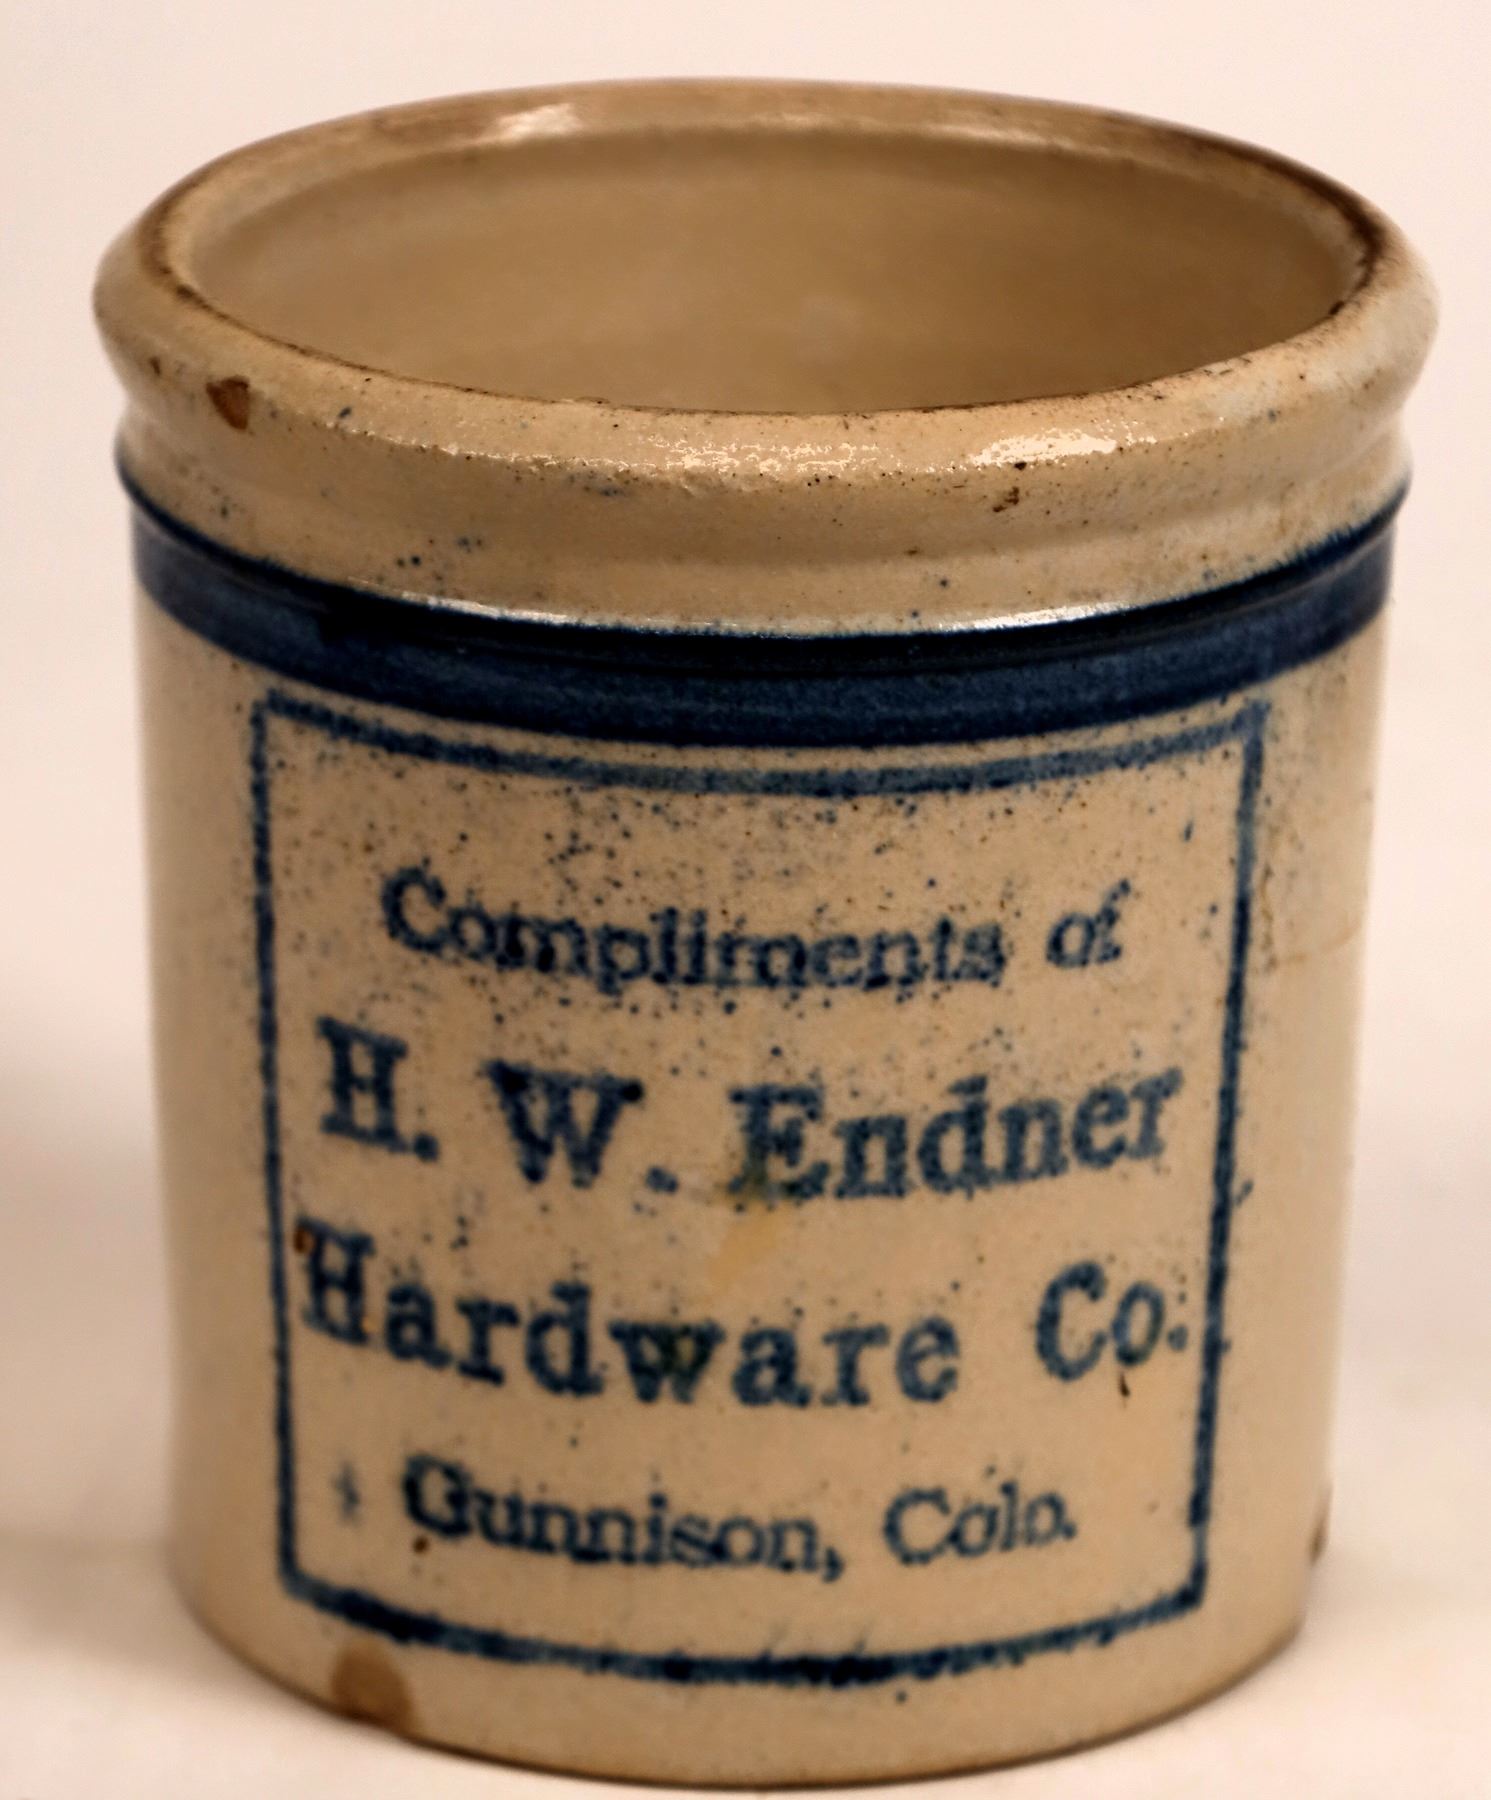 Compliments of
H. W. Endner
Hardware Co.
Gunnison, Colo.